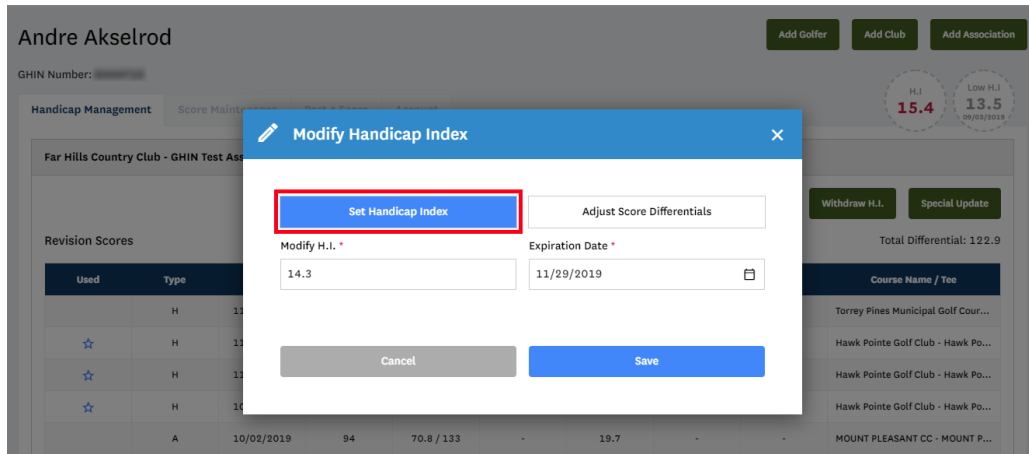 Andre Akselrod
Add Golfer Add Club Add Association
GHIN Number:
H.I 15.4
Low H.I 13.5 09/03/2019
Handicap Management Score Post a Score Account
Modify Handicap Index
Far Hills Country Club - GHIN Test
Set Handicap Index Adjust Score Differentials
Withdraw H.I. Special Update
Revision Scores
Modify H.I. * Expiration Date *
Total Differential: 122.9
14.3 11/29/2019
Used Type Course Name / Tee
H Torrey Pines Municipal Golf Cour...
H Hawk Pointe Golf Club - Hawk Po...
Cancel Save
H Hawk Pointe Golf Club - Hawk Po...
H Hawk Pointe Golf Club - Hawk Po...
A 10/02/2019 94 70.8 / 133 - 19.7 - - MOUNT PLEASANT CC - MOUNT P...